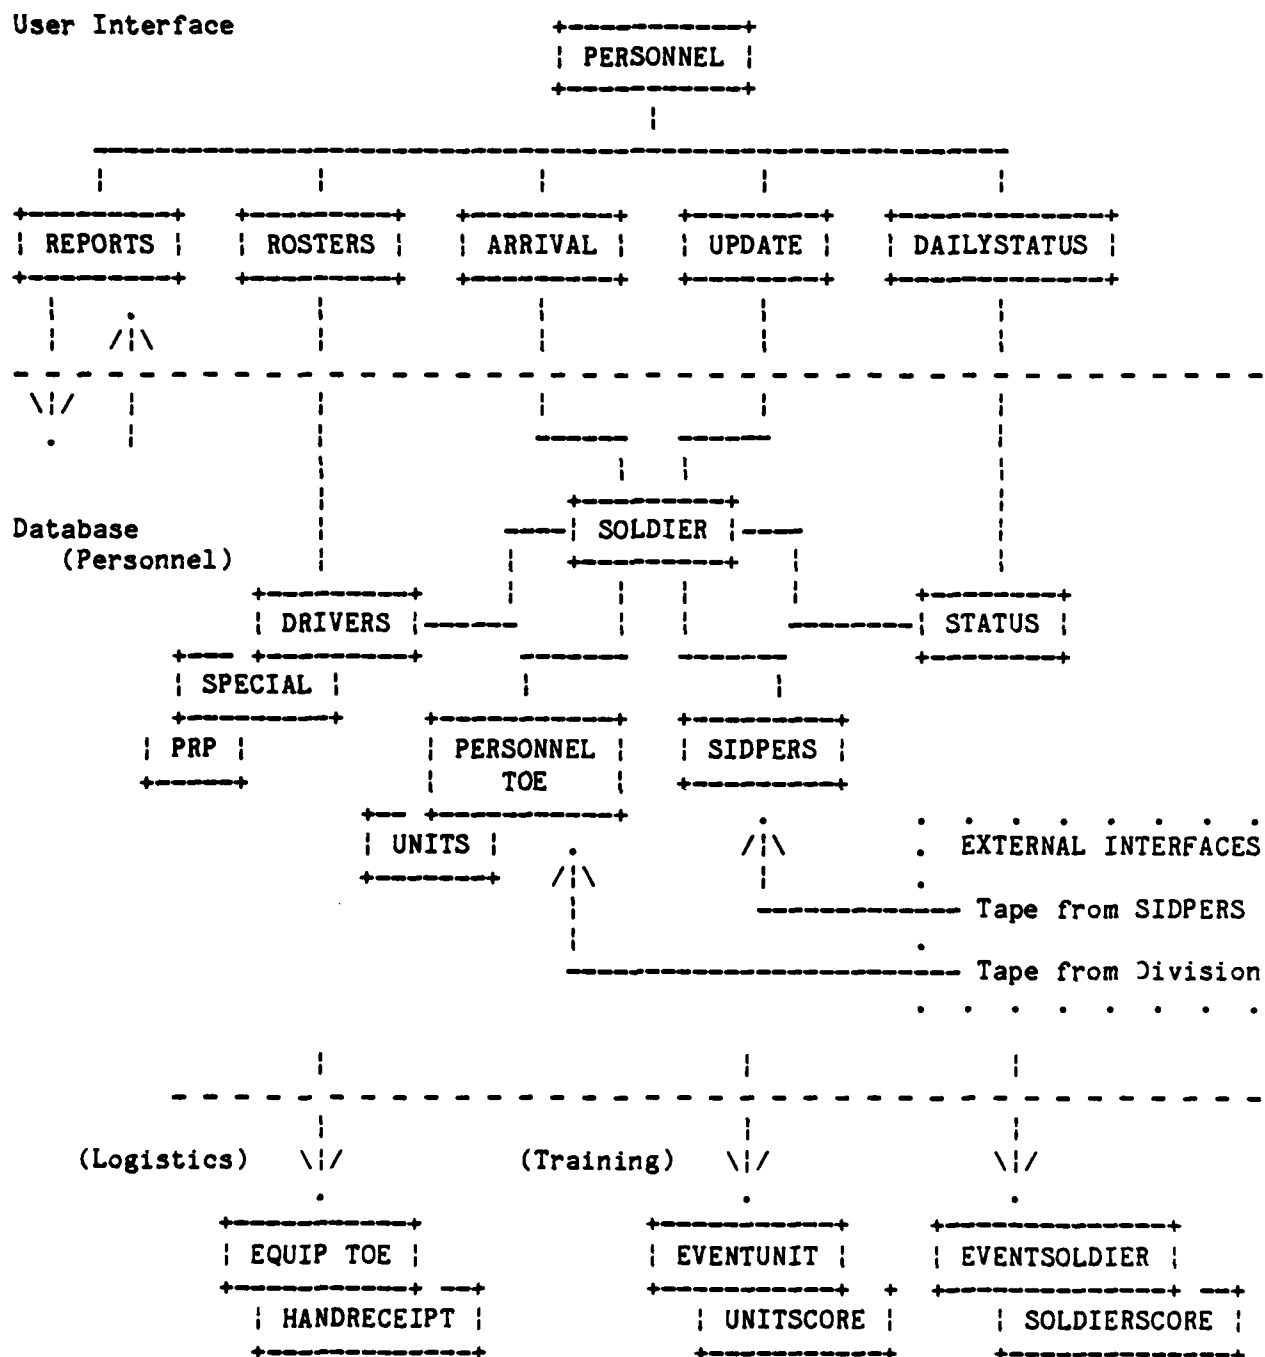 User Interface
PERSONNEL
REPORTS ROSTERS ARRIVAL UPDATE DAILYSTATUS
Database SOLDIER
(Personnel)
DRIVERS STATUS
SPECIAL
PRP PERSONNEL SIDPERS
TOE
UNITS EXTERNAL INTERFACES
Tape from SIDPERS
Tape from Division
(Logistics) (Training)
EQUIP TOE EVENTUNIT EVENTSOLDIER
HANDRECEIPT UNITSCORE SOLDIERSCORE